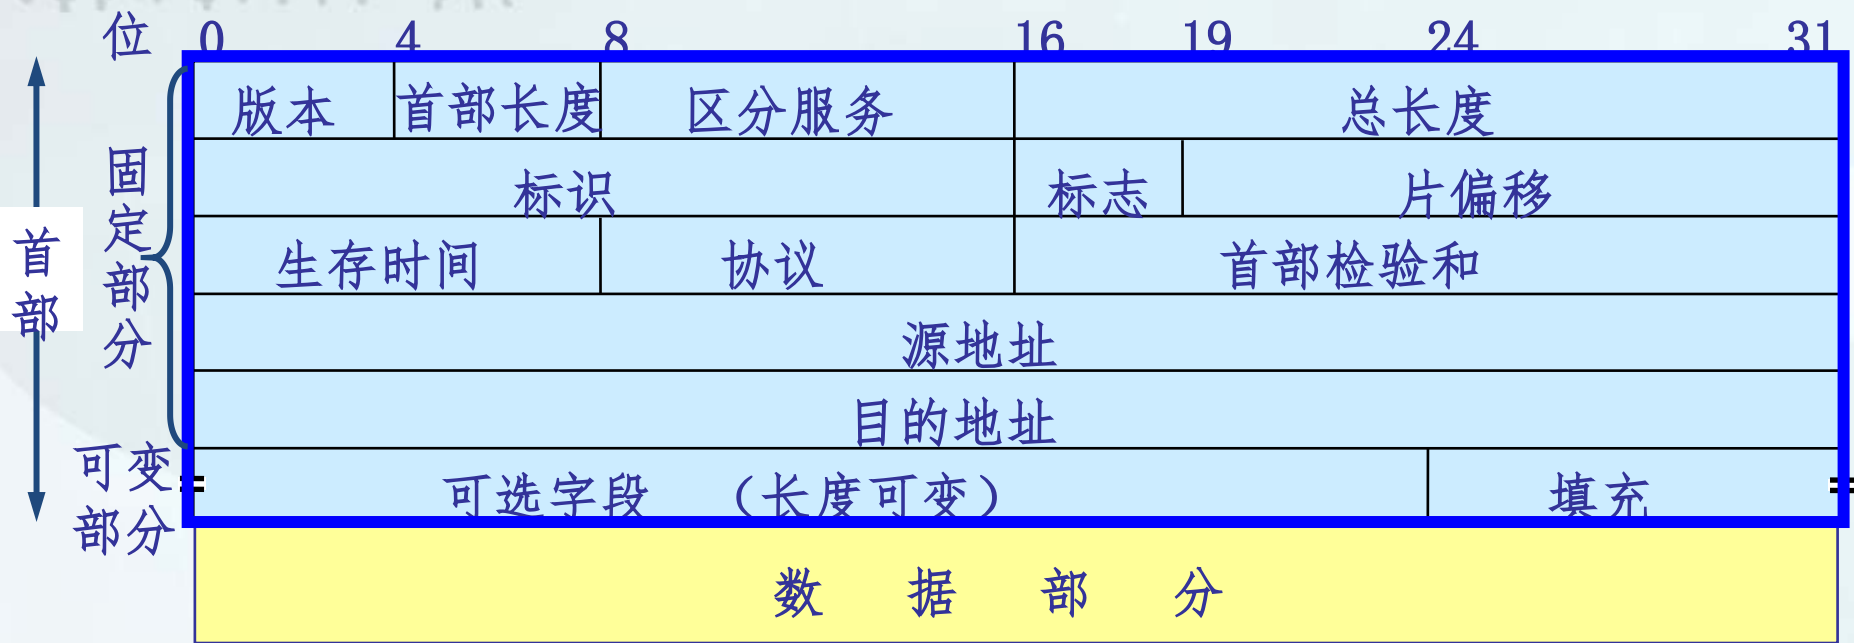 位 0 4 8 16 19 24 31
版本 首部长度 区分服务 总长度
标识 标志 片偏移
生存时间 协议 首部检验和
源地址
目的地址
可选字段 （长度可变） 填充
数据部分
首部
固定部分
可变部分